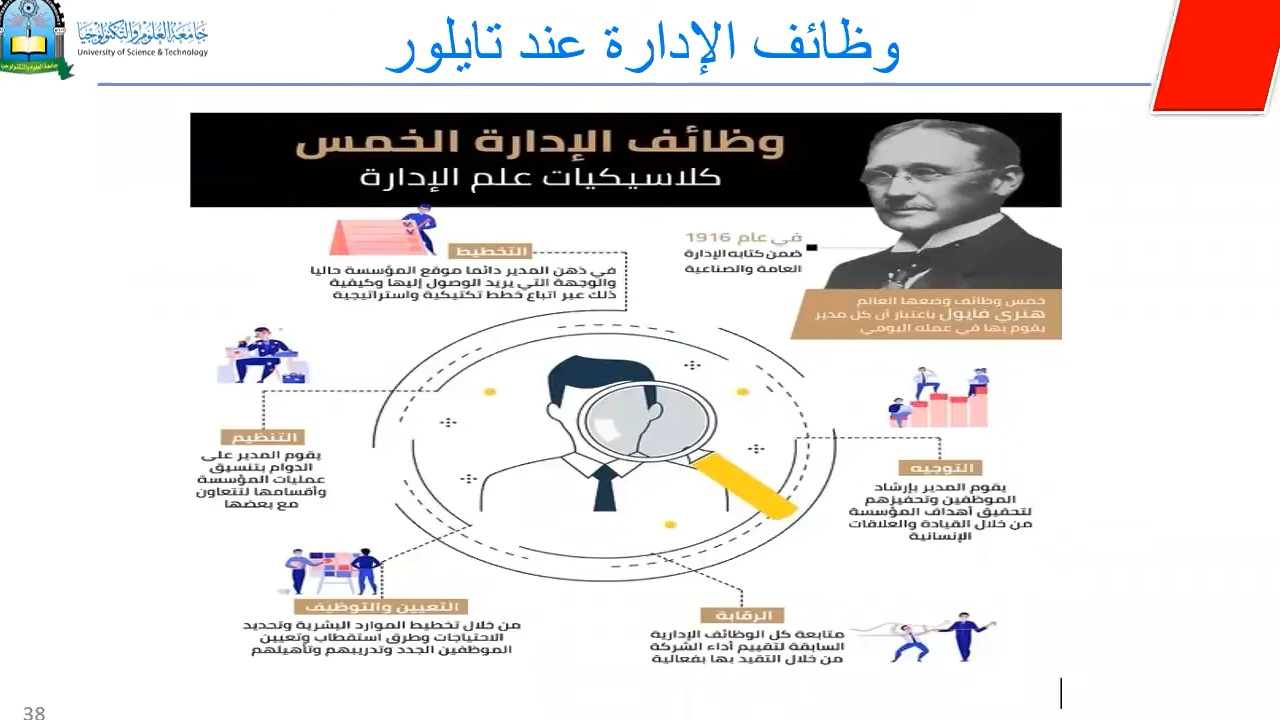 جامعة العلوم والتكنولوجيا
University of Science & Technology
وظائف الإدارة عند تايلور
وظائف الإدارة الخمس
كلاسيكيات علم الإدارة
في عام 1916
ضمن كتابه الإدارة
العامة والصناعية
خمس وظائف وضعها العالم
هنري فايول باعتبار أن كل مدير
يقوم بها في عمله اليومي
التخطيط
في ذهن المدير دائما موقع المؤسسة حاليا
والوجهة التي يريد الوصول إليها وكيفية
ذلك عبر اتباع خطط تكتيكية واستراتيجية
التنظيم
يقوم المدير على
الدوام بتنسيق
عمليات المؤسسة
وأقسامها لتتعاون
مع بعضها
التوجيه
يقوم المدير بإرشاد
الموظفين وتحفيزهم
لتحقيق أهداف المؤسسة
من خلال القيادة والعلاقات
الإنسانية
التعيين والتوظيف
من خلال تخطيط الموارد البشرية وتحديد
الاحتياجات وطرق استقطاب وتعيين
الموظفين الجدد وتدريبهم وتأهيلهم
الرقابة
متابعة كل الوظائف الإدارية
السابقة لتقييم أداء الشركة
من خلال التقيد بها بفعالية
38